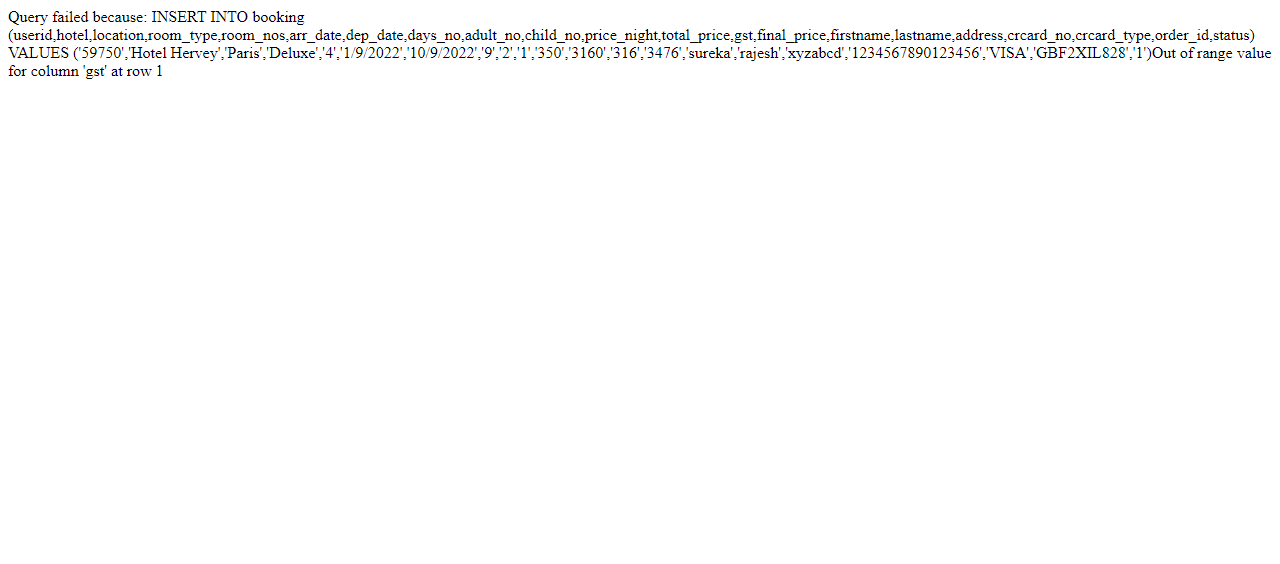 Query failed because: INSERT INTO booking
(userid,hotel,location,room_type,room_nos,arr_date,dep_date,days_no,adult_no,child_no,price_night,total_price,gst,final_price,firstname,lastname,address,crcard_no,crcard_type,order_id,status)
VALUES ('59750','Hotel Hervey','Paris','Deluxe','4','1/9/2022','10/9/2022','9','2','1','350','3160','316','3476','sureka','rajesh','xyzabcd','1234567890123456','VISA','GBF2XIL828','1')Out of range value
for column 'gst' at row 1